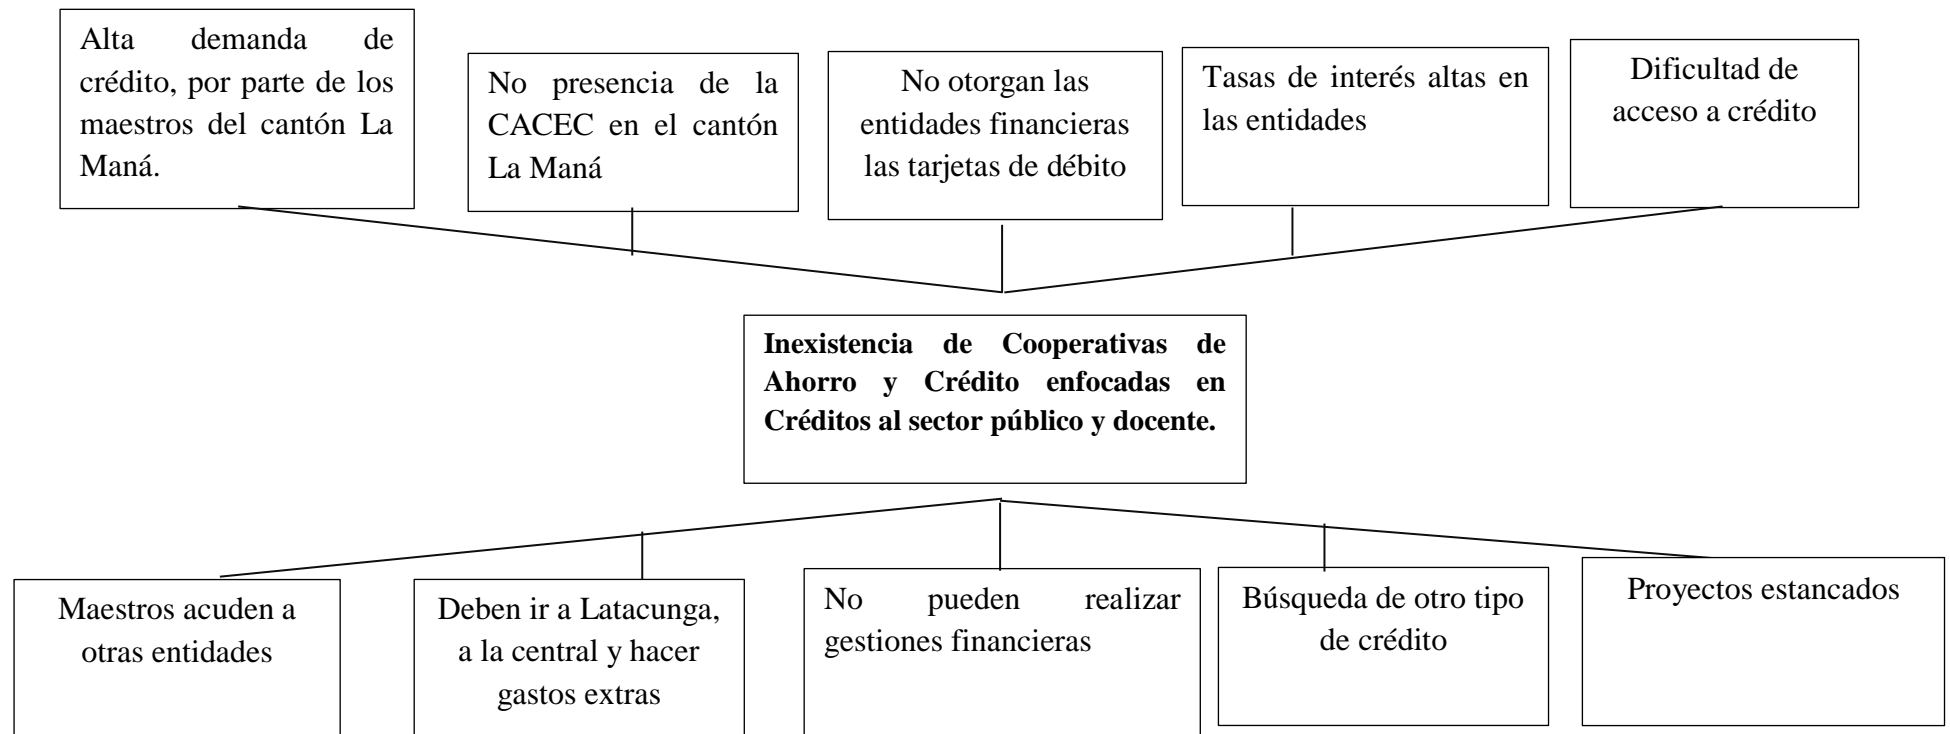 Alta demanda de
crédito, por parte de los
maestros del cantón La
Maná.
No presencia de la
CACEC en el cantón
La Maná
No otorgan las
entidades financieras
las tarjetas de débito
Tasas de interés altas en
las entidades
Dificultad de
acceso a crédito
Inexistencia de Cooperativas de
Ahorro y Crédito enfocadas en
Créditos al sector público y docente.
Maestros acuden a
otras entidades
Deben ir a Latacunga,
a la central y hacer
gastos extras
No pueden realizar
gestiones financieras
Búsqueda de otro tipo
de crédito
Proyectos estancados